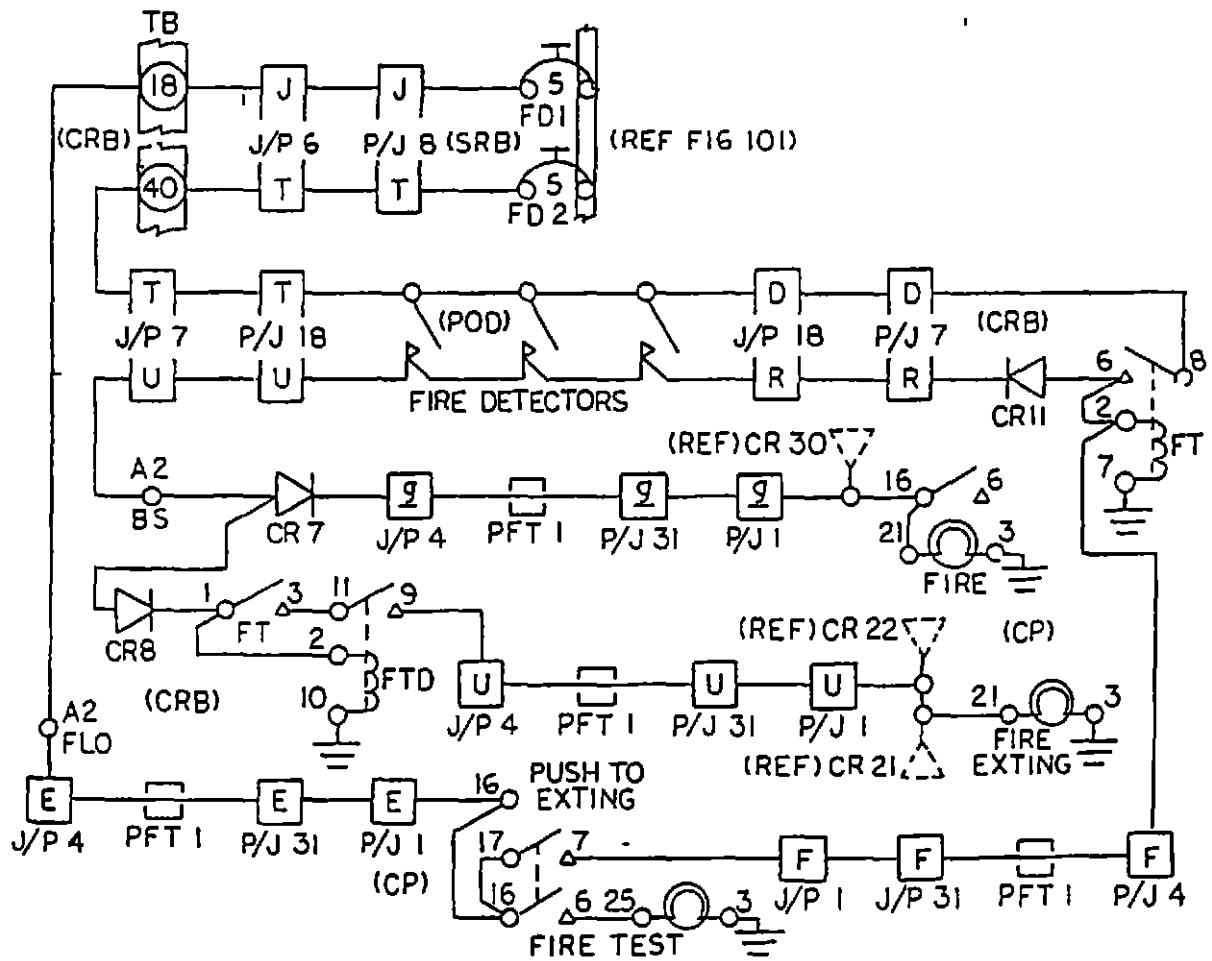 TB
18 J J 5
FD1
(CRB) J/P 6 P/J 8 (SRB) (REF FIG 101)
40 T T 5
FD 2
T T (POD) D D (CRB)
J/P 7 P/J 18 J/P 18 P/J 7
U U R R 6 8
FIRE DETECTORS CR11 2 FT
7
(REF) CR 30
A2 16 6
BS CR 7 J/P 4 PFT 1 P/J 31 P/J 1 21 3
FIRE
1 3 11 9
CR8 FT 2 (REF) CR 22 (CP)
(CRB) 10 FTD U U U 21 3
J/P 4 PFT 1 P/J 31 P/J 1 FIRE
EXTING
(REF) CR 21
A2
FLO
E E E 16 PUSH TO
EXTING
J/P 4 PFT 1 P/J 31 P/J 1
(CP) 17 7 F F F
J/P 1 J/P 31 PFT 1 P/J 4
16 6 25 3
FIRE TEST